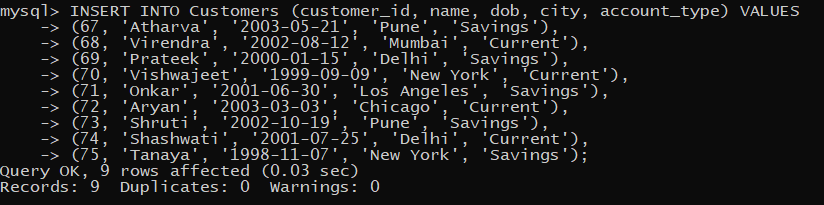 mysql> INSERT INTO Customers (customer_id, name, dob, city, account_type) VALUES
    -> (67, 'Atharva', '2003-05-21', 'Pune', 'Savings'),
    -> (68, 'Virendra', '2002-08-12', 'Mumbai', 'Current'),
    -> (69, 'Prateek', '2000-01-15', 'Delhi', 'Savings'),
    -> (70, 'Vishwajeet', '1999-09-09', 'New York', 'Current'),
    -> (71, 'Onkar', '2001-06-30', 'Los Angeles', 'Savings'),
    -> (72, 'Aryan', '2003-03-03', 'Chicago', 'Current'),
    -> (73, 'Shruti', '2002-10-19', 'Pune', 'Savings'),
    -> (74, 'Shashwati', '2001-07-25', 'Delhi', 'Current'),
    -> (75, 'Tanaya', '1998-11-07', 'New York', 'Savings');
Query OK, 9 rows affected (0.03 sec)
Records: 9  Duplicates: 0  Warnings: 0